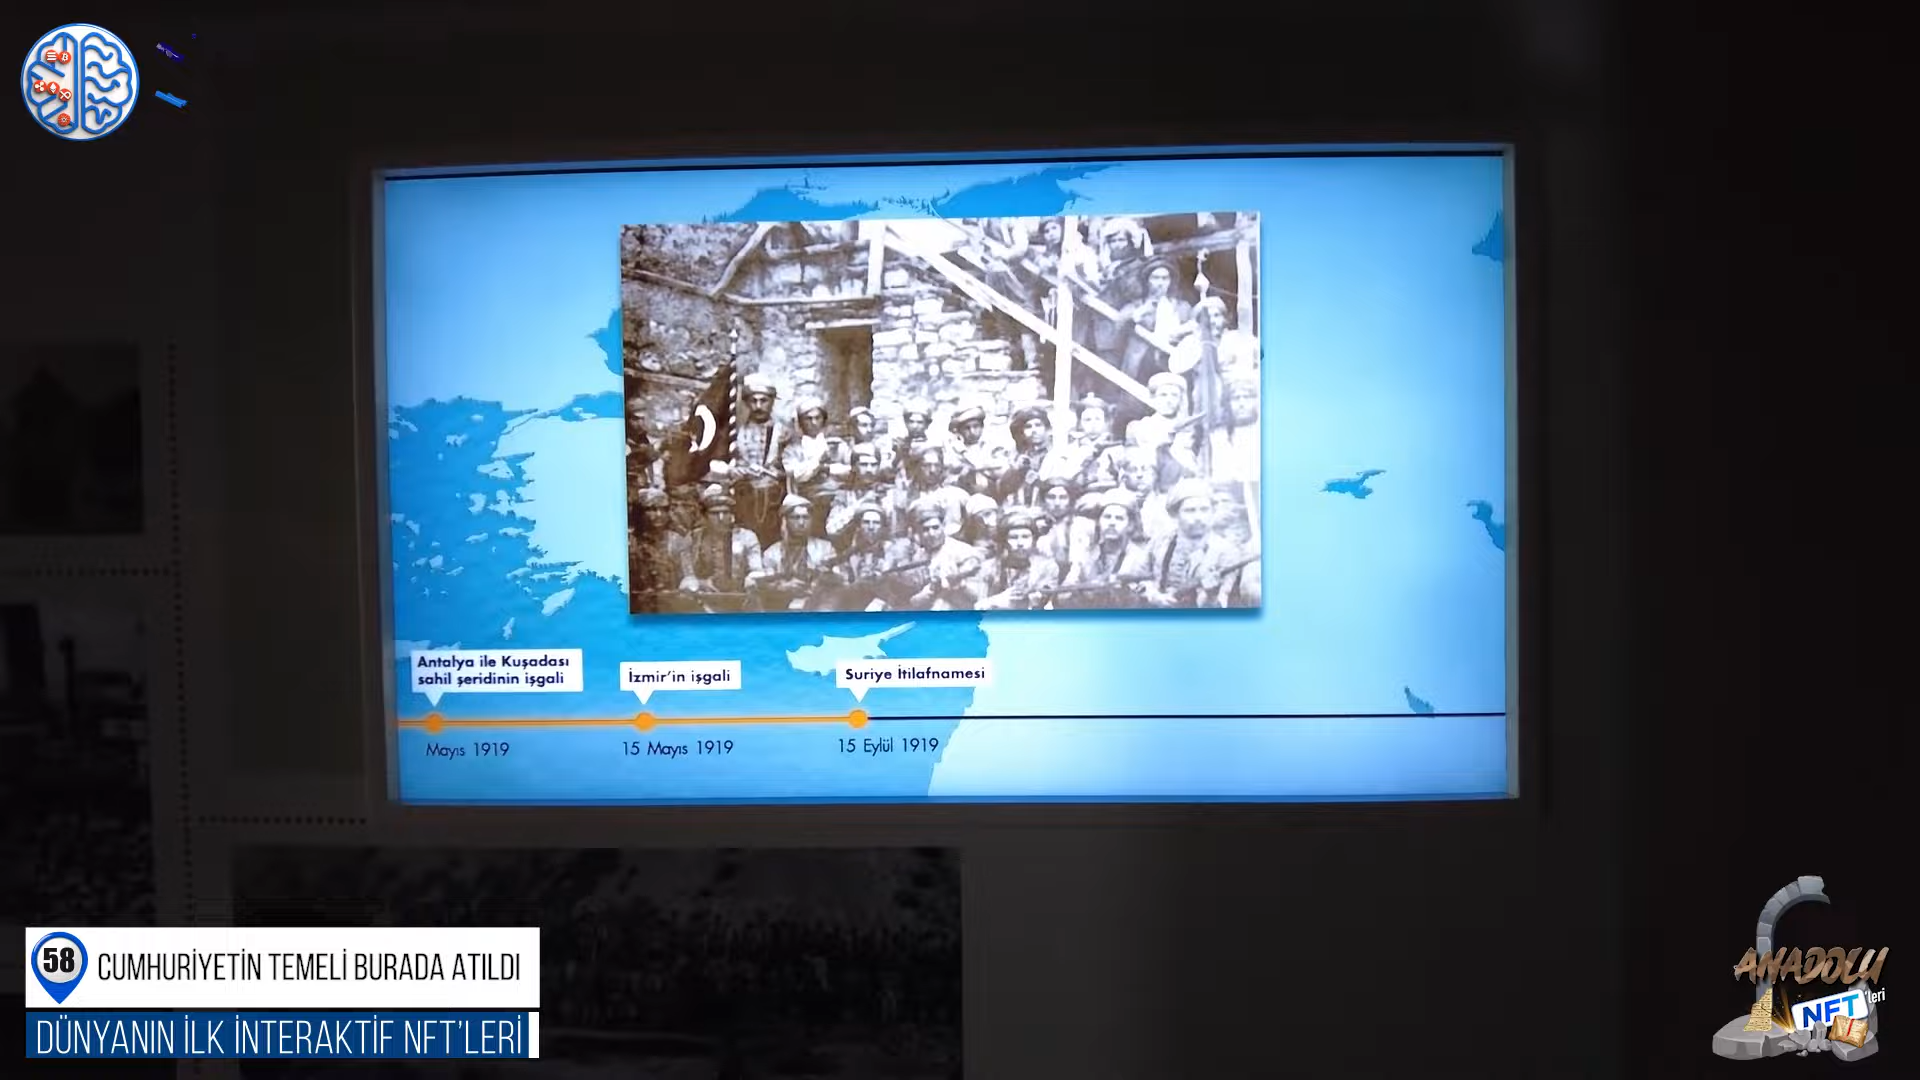 Antalya ile Kuşadası
sahil şeridinin işgali
İzmir'in işgali
Suriye İtilafnamesi
Mayıs 1919
15 Mayıs 1919
15 Eylül 1919
58
CUMHURİYETİN TEMELİ BURADA ATILDI
DÜNYANIN İLK İNTERAKTİF NFT'LERİ
ANADOLU
NFT'leri